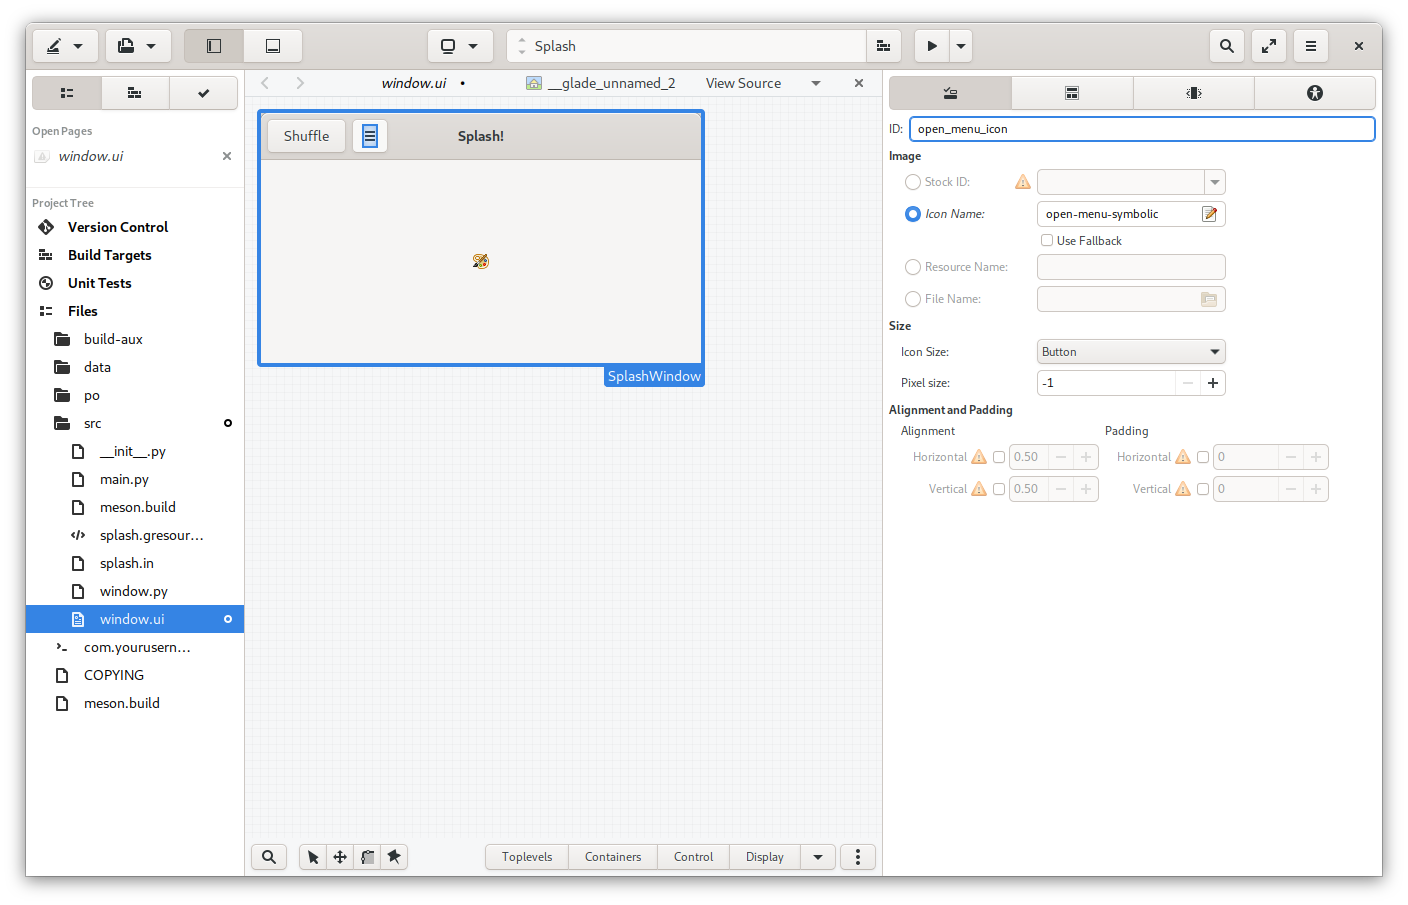 Splash
window.ui •
__glade_unnamed_2
View Source
Open Pages
window.ui
Project Tree
Version Control
Build Targets
Unit Tests
Files
build-aux
data
po
src
__init__.py
main.py
meson.build
splash.gresour...
splash.in
window.py
window.ui
com.yourusern...
COPYING
meson.build
Shuffle
Splash!
SplashWindow
Toplevels
Containers
Control
Display
ID: open_menu_icon
Image
Stock ID:
Icon Name: open-menu-symbolic
Use Fallback
Resource Name:
File Name:
Size
Icon Size: Button
Pixel size: -1
Alignment and Padding
Alignment Padding
Horizontal 0.50 Horizontal 0
Vertical 0.50 Vertical 0